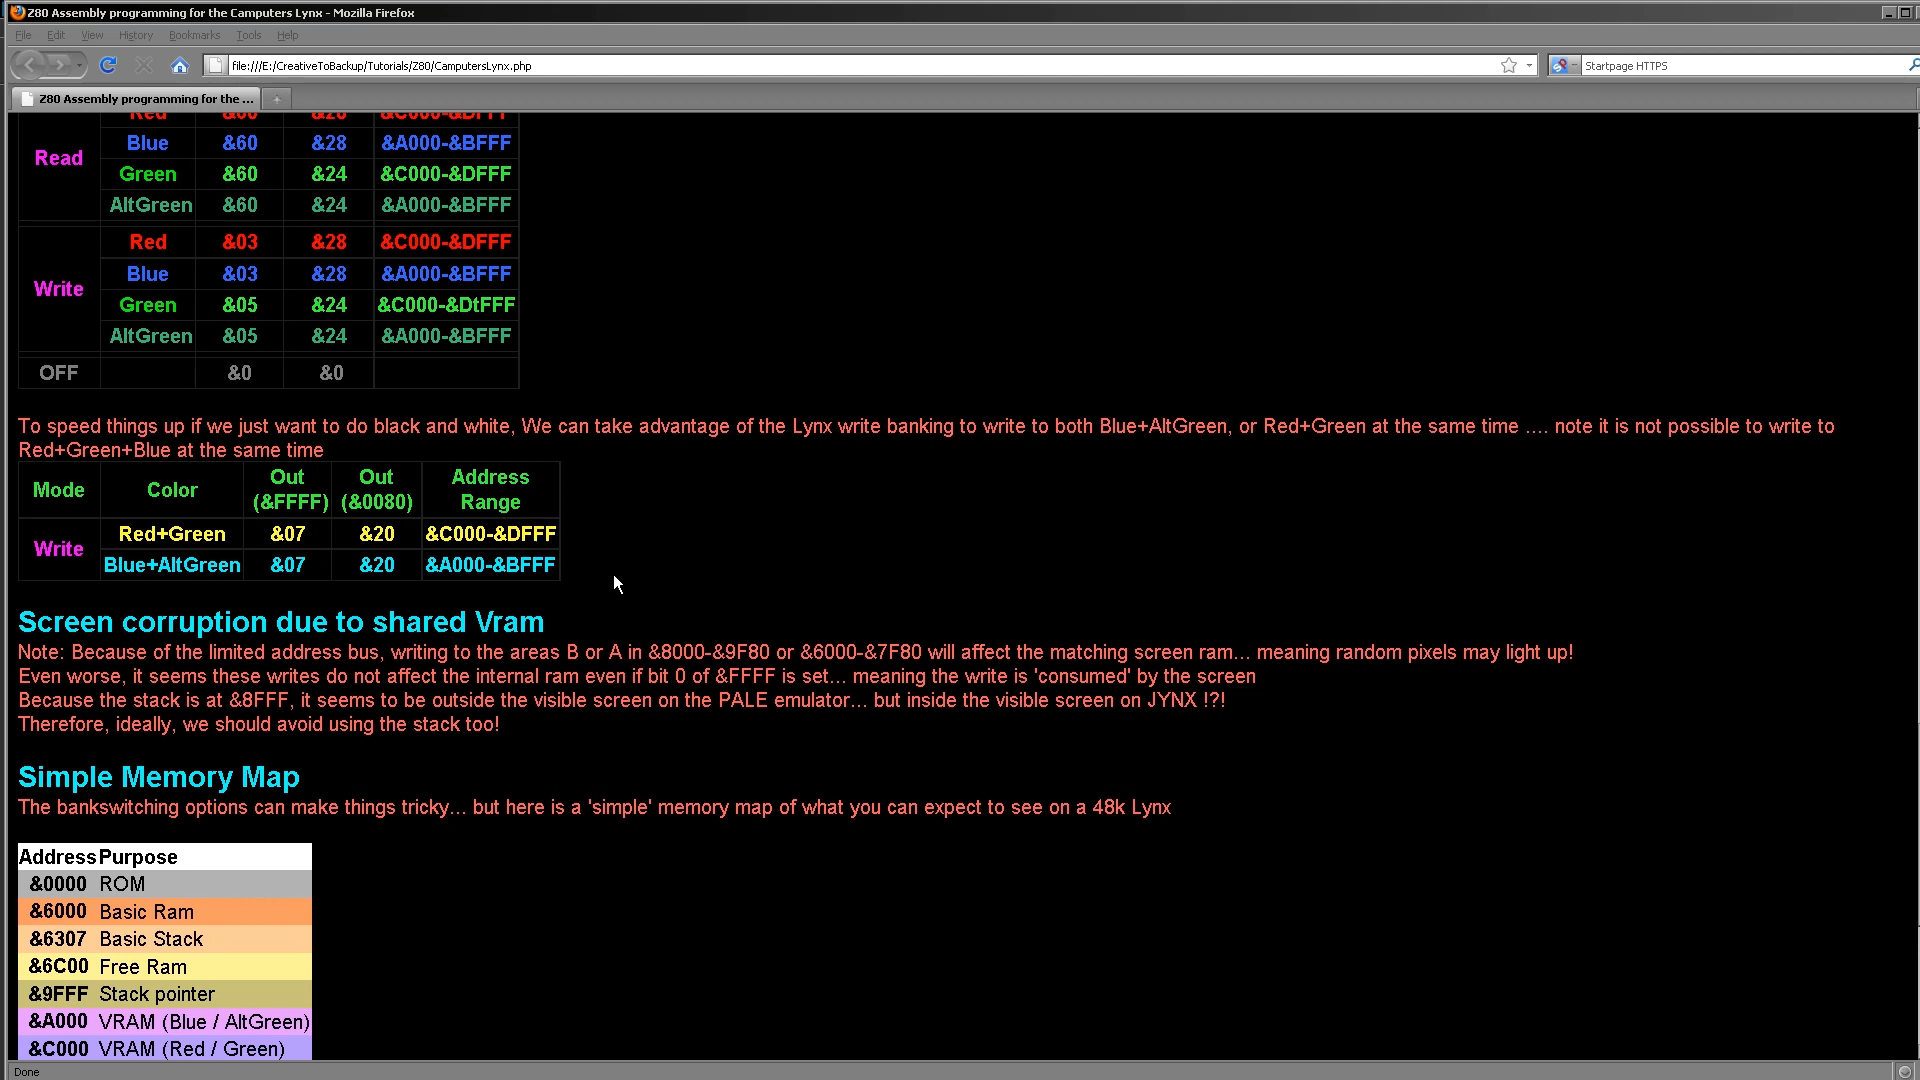 Z80 Assembly programming for the Camputers Lynx - Mozilla Firefox
File Edit View History Bookmarks Tools Help
file:///E:/CreativeToBackup/Tutorials/Z80/CamputersLynx.php
Startpage HTTPS
Z80 Assembly programming for the ...
Red &60 &28 &C000-&DFFF
Read
Blue &60 &28 &A000-&BFFF
Green &60 &24 &C000-&DFFF
AltGreen &60 &24 &A000-&BFFF
Red &03 &28 &C000-&DFFF
Write
Blue &03 &28 &A000-&BFFF
Green &05 &24 &C000-&DtFFF
AltGreen &05 &24 &A000-&BFFF
OFF &0 &0
To speed things up if we just want to do black and white, We can take advantage of the Lynx write banking to write to both Blue+AltGreen, or Red+Green at the same time .... note it is not possible to write to
Red+Green+Blue at the same time
Mode Color Out (&FFFF) Out (&0080) Address Range
Write
Red+Green &07 &20 &C000-&DFFF
Blue+AltGreen &07 &20 &A000-&BFFF
Screen corruption due to shared Vram
Note: Because of the limited address bus, writing to the areas B or A in &8000-&9F80 or &6000-&7F80 will affect the matching screen ram... meaning random pixels may light up!
Even worse, it seems these writes do not affect the internal ram even if bit 0 of &FFFF is set... meaning the write is 'consumed' by the screen
Because the stack is at &8FFF, it seems to be outside the visible screen on the PALE emulator... but inside the visible screen on JYNX !?!
Therefore, ideally, we should avoid using the stack too!
Simple Memory Map
The bankswitching options can make things tricky... but here is a 'simple' memory map of what you can expect to see on a 48k Lynx
Address Purpose
&0000 ROM
&6000 Basic Ram
&6307 Basic Stack
&6C00 Free Ram
&9FFF Stack pointer
&A000 VRAM (Blue / AltGreen)
&C000 VRAM (Red / Green)
Done